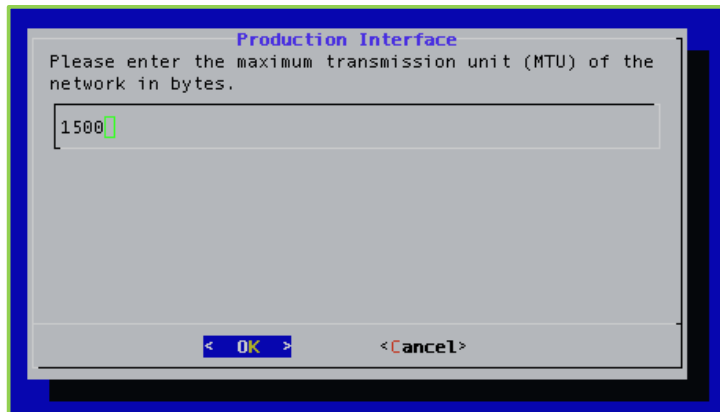 Production Interface
Please enter the maximum transmission unit (MTU) of the
network in bytes.
1500
< OK > <Cancel>